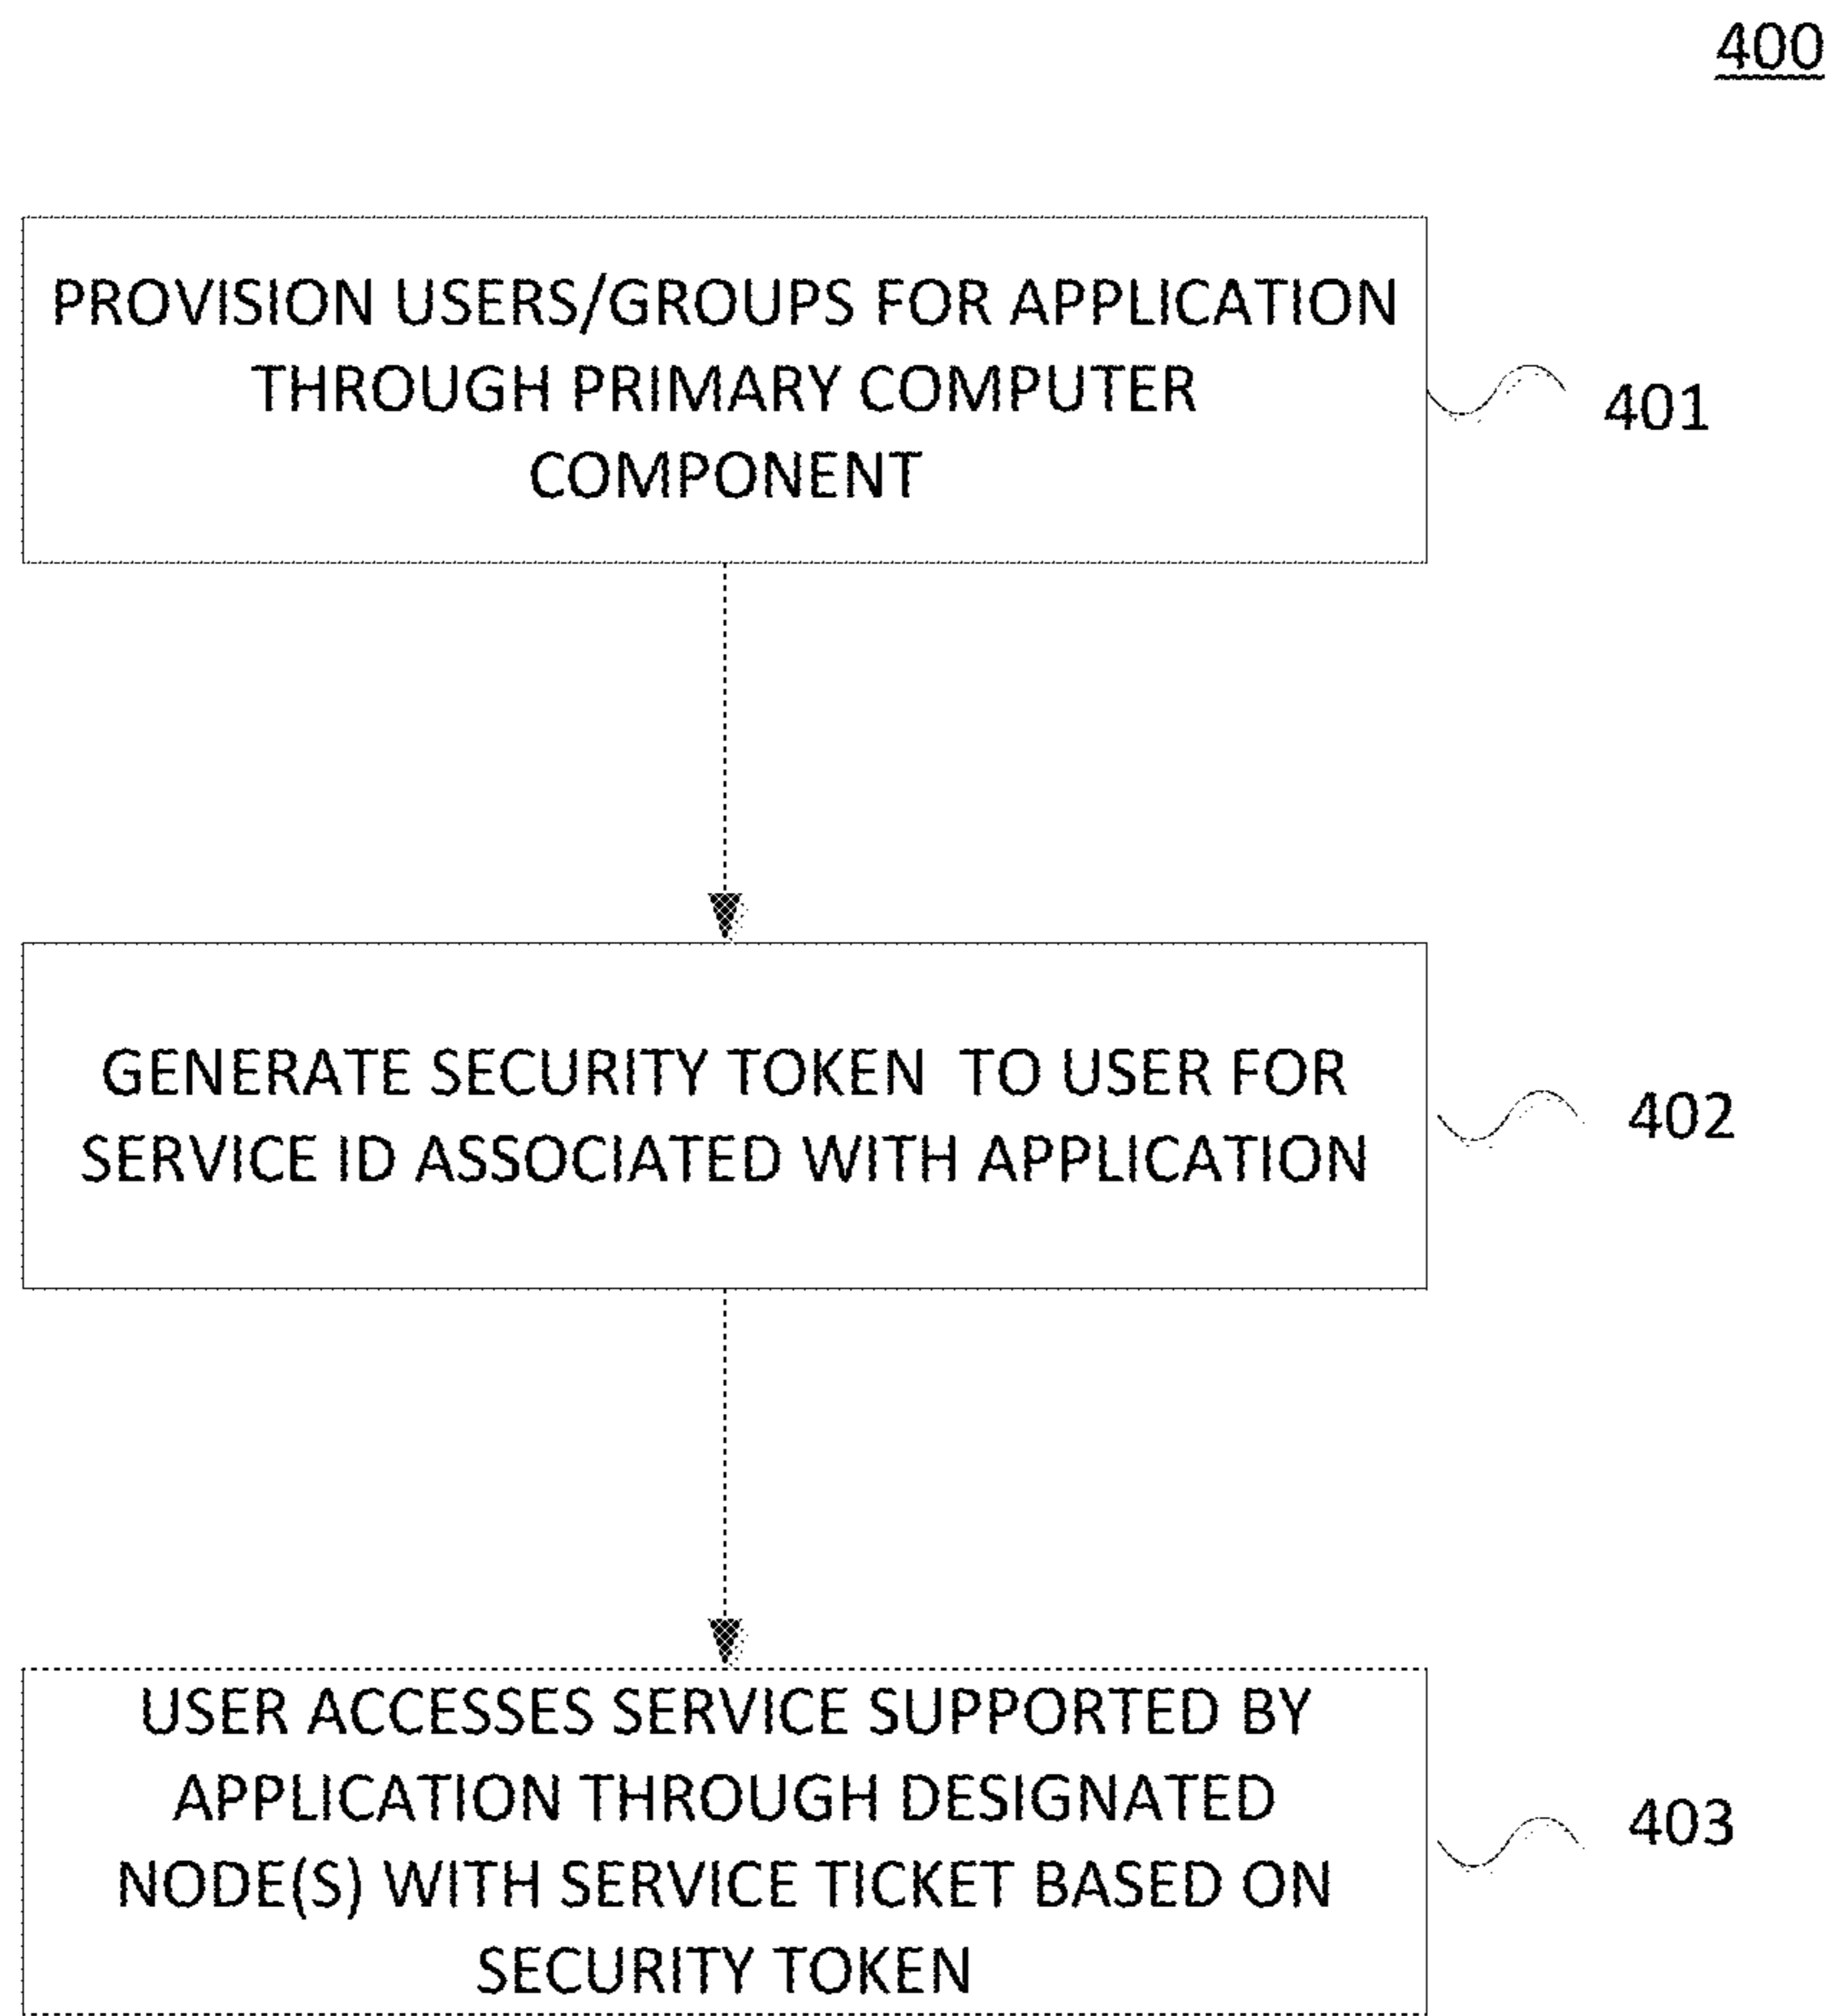 400
PROVISION USERS/GROUPS FOR APPLICATION
THROUGH PRIMARY COMPUTER
COMPONENT
401
GENERATE SECURITY TOKEN TO USER FOR
SERVICE ID ASSOCIATED WITH APPLICATION
402
USER ACCESSES SERVICE SUPPORTED BY
APPLICATION THROUGH DESIGNATED
NODE(S) WITH SERVICE TICKET BASED ON
SECURITY TOKEN
403